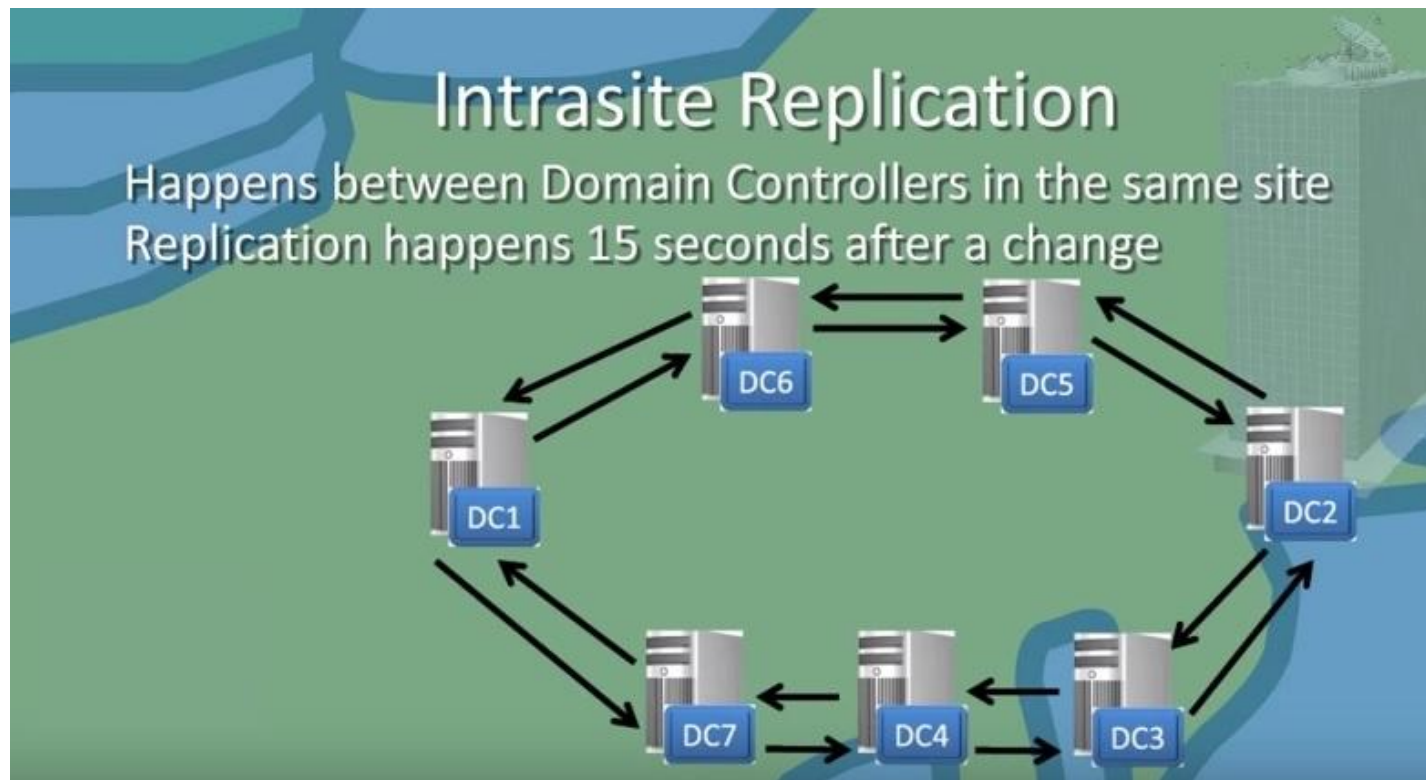 Intrasite Replication
Happens between Domain Controllers in the same site
Replication happens 15 seconds after a change
DC6
DC5
DC1
DC2
DC7
DC4
DC3